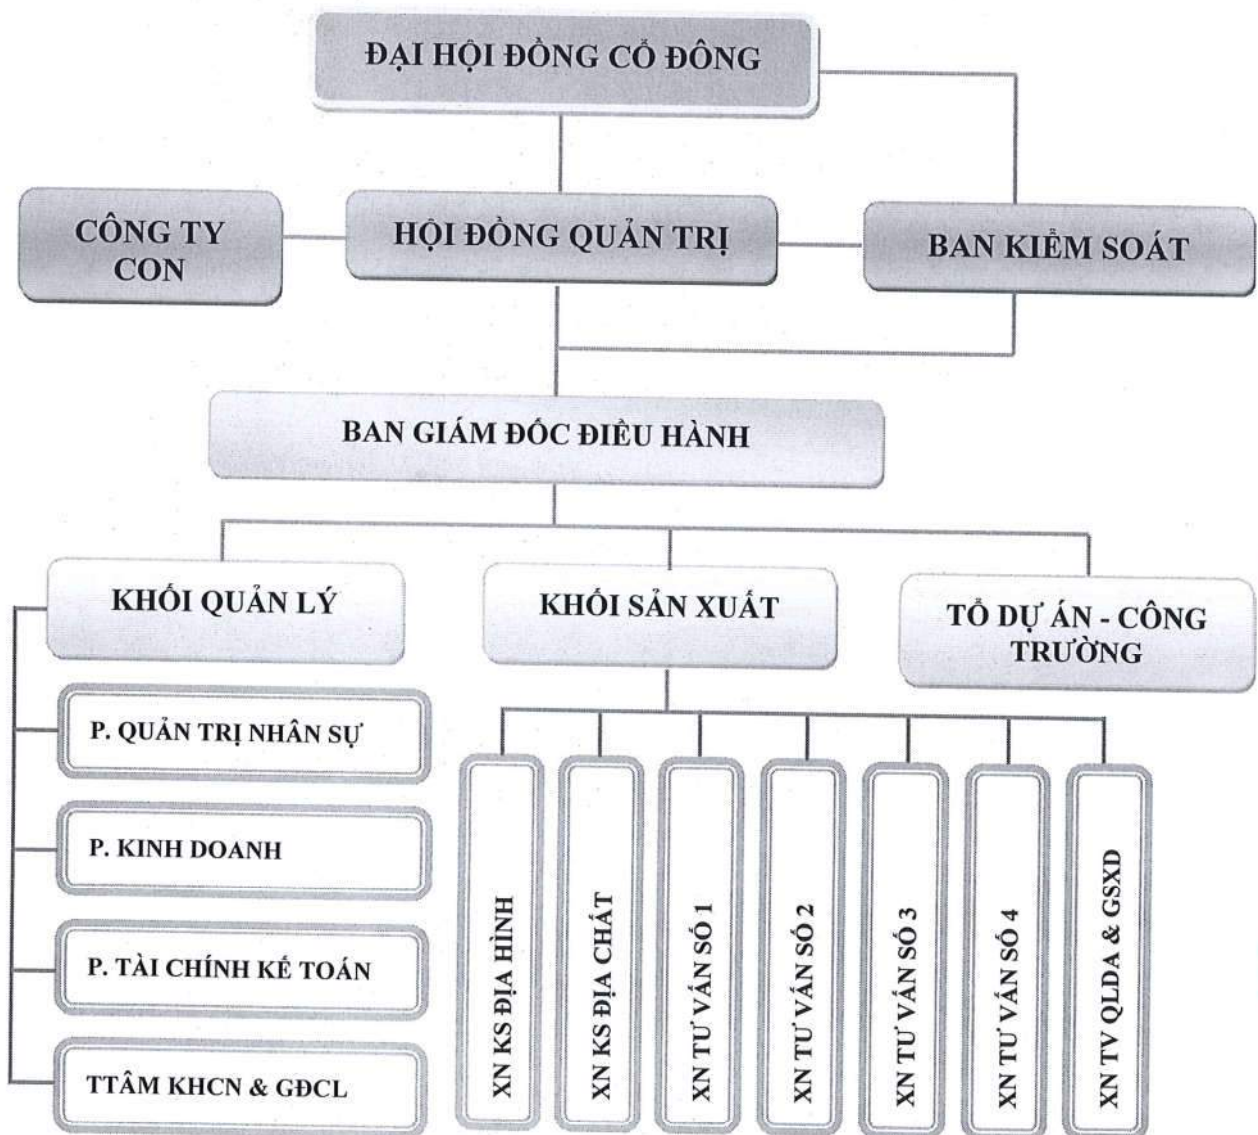 ĐẠI HỘI ĐỒNG CỔ ĐÔNG
CÔNG TY
CON
HỘI ĐỒNG QUẢN TRỊ
BAN KIỂM SOÁT
BAN GIÁM ĐỐC ĐIỀU HÀNH
KHỐI QUẢN LÝ
KHỐI SẢN XUẤT
TỔ DỰ ÁN - CÔNG
TRƯỜNG
P. QUẢN TRỊ NHÂN SỰ
P. KINH DOANH
P. TÀI CHÍNH KẾ TOÁN
TTÂM KHCN & GĐCL
XN KS ĐỊA HÌNH
XN KS ĐỊA CHẤT
XN TƯ VẤN SỐ 1
XN TƯ VẤN SỐ 2
XN TƯ VẤN SỐ 3
XN TƯ VẤN SỐ 4
XN TV QLDA & GSXD